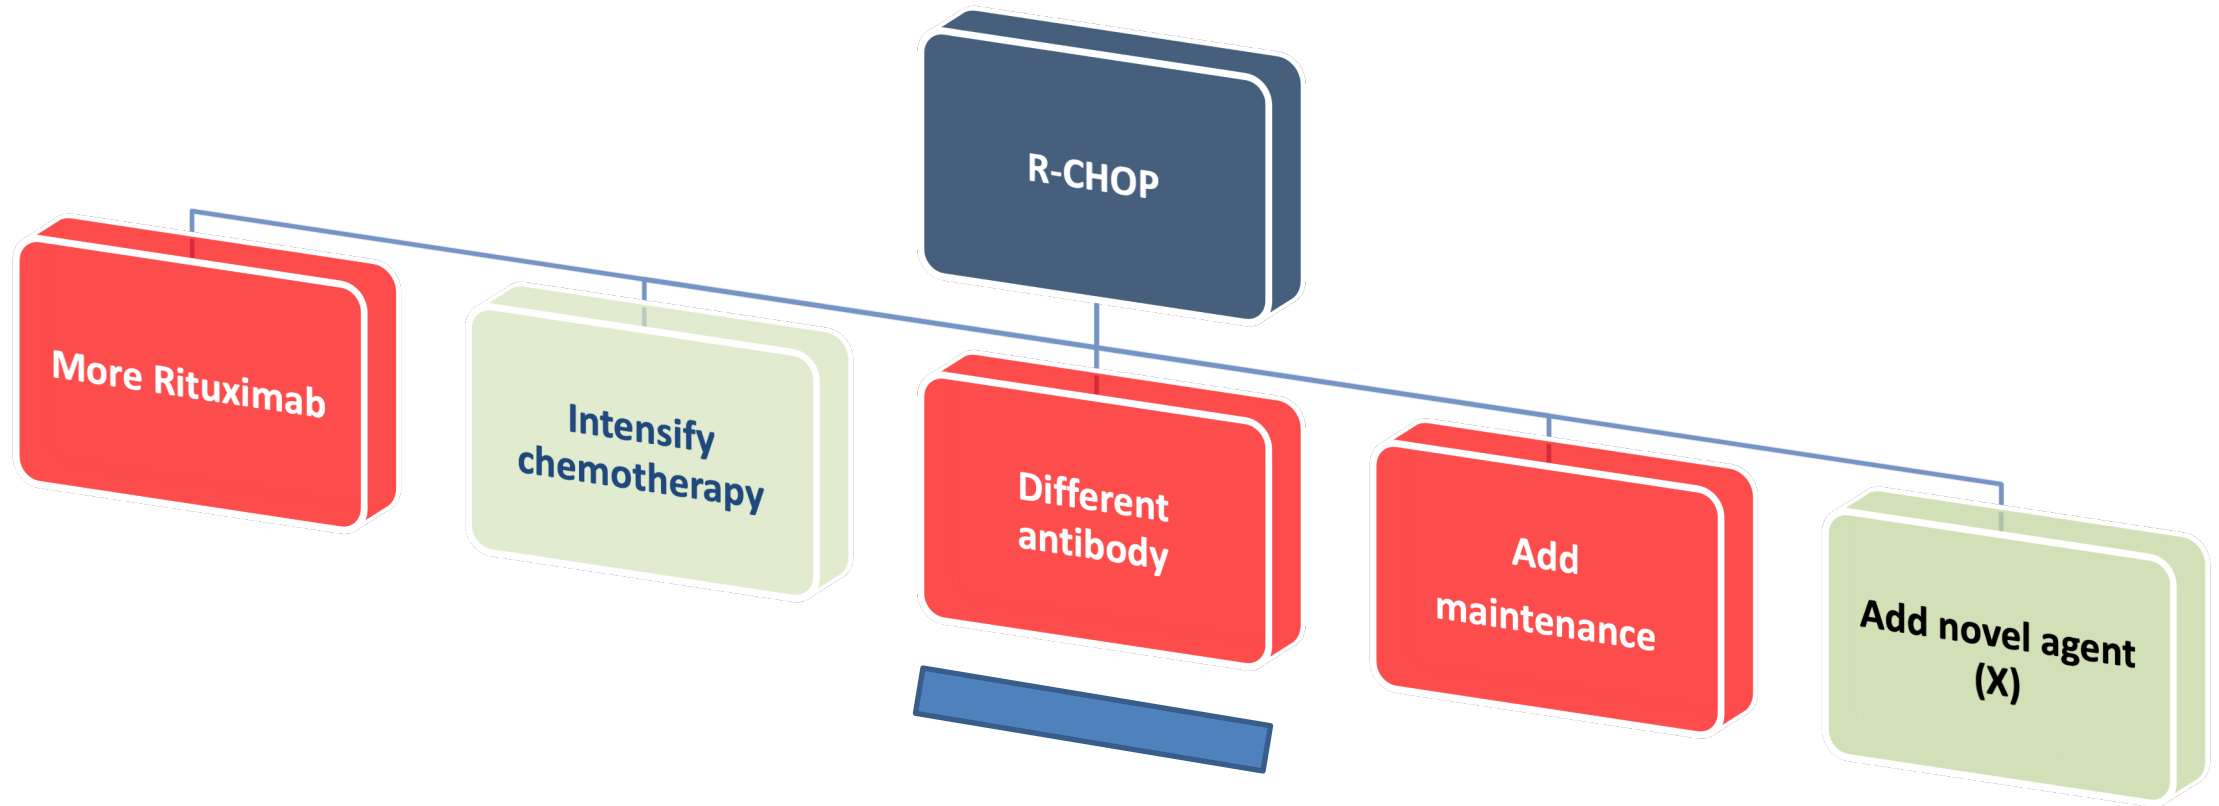 R-CHOP
More Rituximab
Intensify
chemotherapy
Different
antibody
Add
maintenance
Add novel agent
(X)